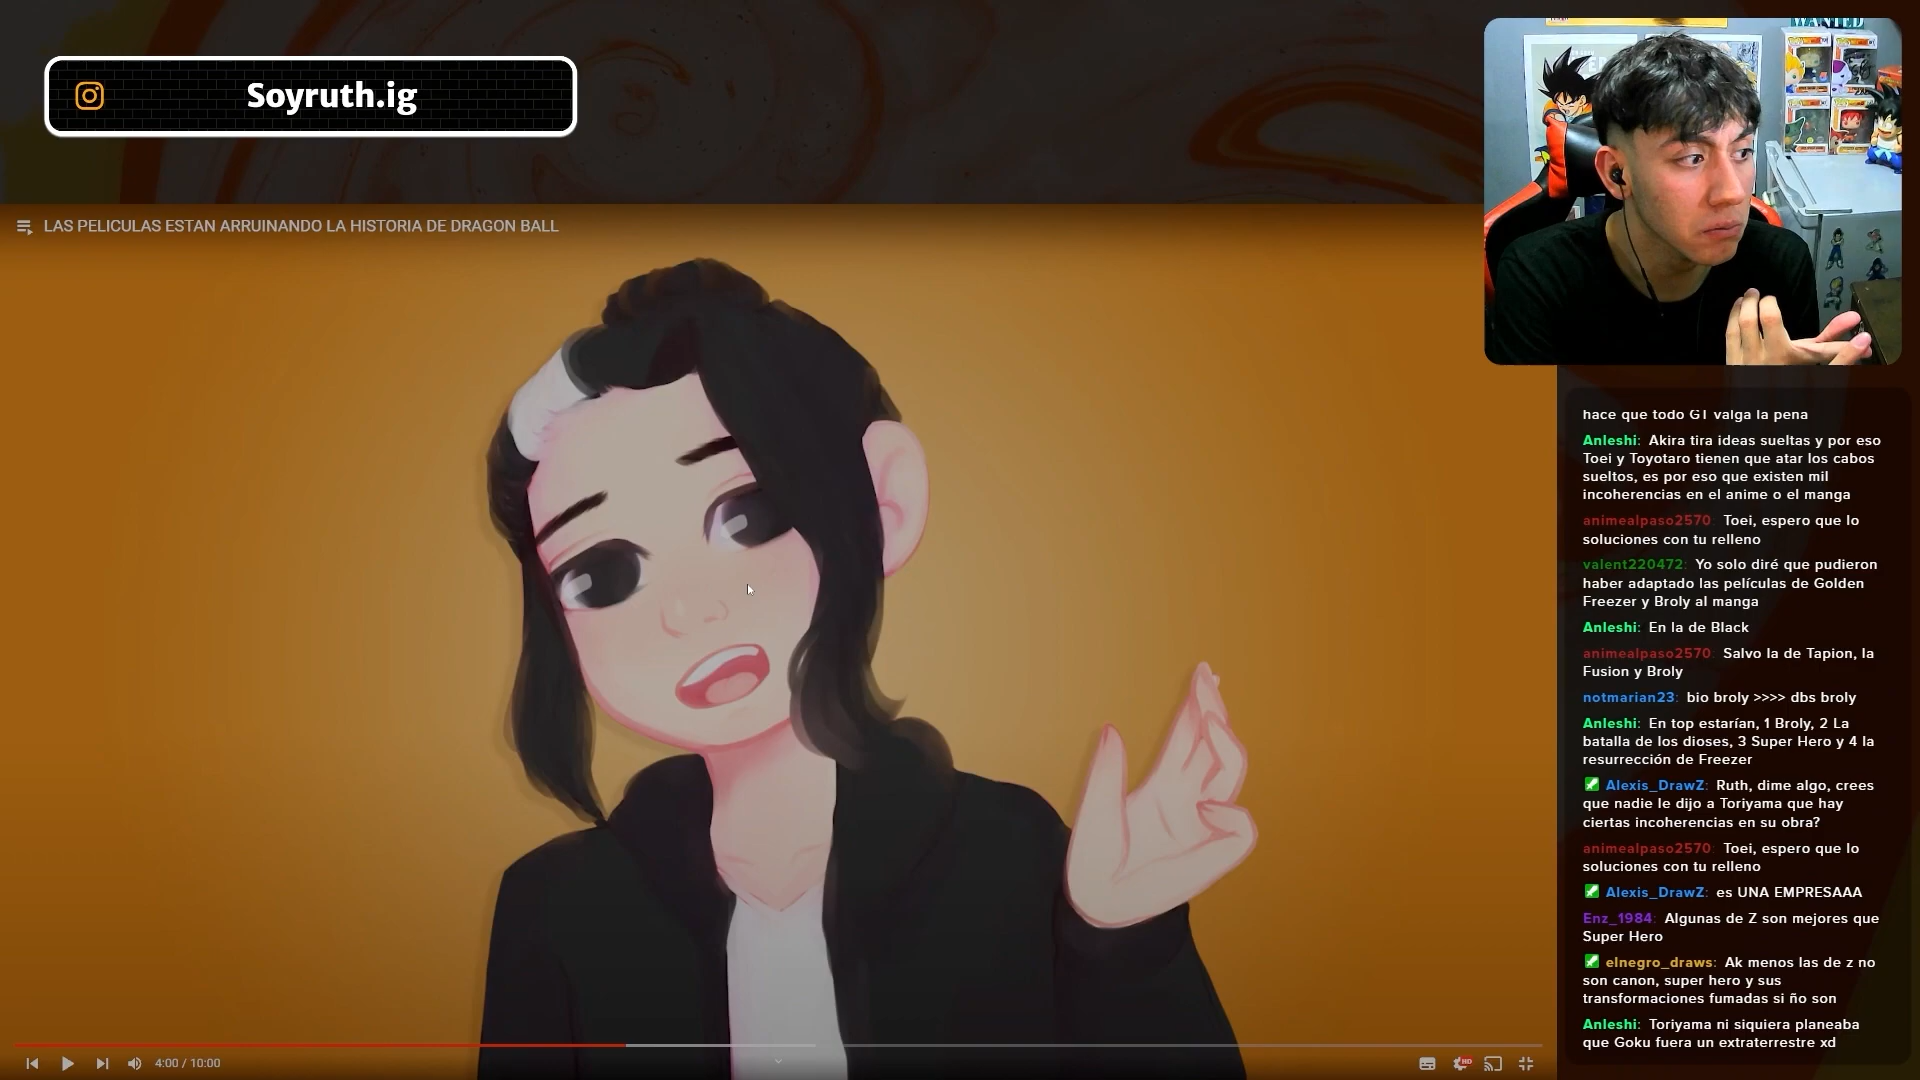 Soyruth.ig
LAS PELICULAS ESTAN ARRUINANDO LA HISTORIA DE DRAGON BALL
WANTED
hace que todo GT valga la pena
Anleshi: Akira tira ideas sueltas y por eso
Toei y Toyotaro tienen que atar los cabos
sueltos, es por eso que existen mil
incoherencias en el anime o el manga
animealpaso2570: Toei, espero que lo
soluciones con tu relleno
valent220472: Yo solo diré que pudieron
haber adaptado las películas de Golden
Freezer y Broly al manga
Anleshi: En la de Black
animealpaso2570: Salvo la de Tapion, la
Fusion y Broly
notmarian23: bio broly >>>> dbs broly
Anleshi: En top estarían, 1 Broly, 2 La
batalla de los dioses, 3 Super Hero y 4 la
resurrección de Freezer
Alexis_DrawZ: Ruth, dime algo, crees
que nadie le dijo a Toriyama que hay
ciertas incoherencias en su obra?
animealpaso2570: Toei, espero que lo
soluciones con tu relleno
Alexis_DrawZ: es UNA EMPRESAAA
Enz_1984: Algunas de Z son mejores que
Super Hero
elnegro_draws: Ak menos las de z no
son canon, super hero y sus
transformaciones fumadas si ño son
Anleshi: Toriyama ni siquiera planeaba
que Goku fuera un extraterrestre xd
4:00 / 10:00
HD